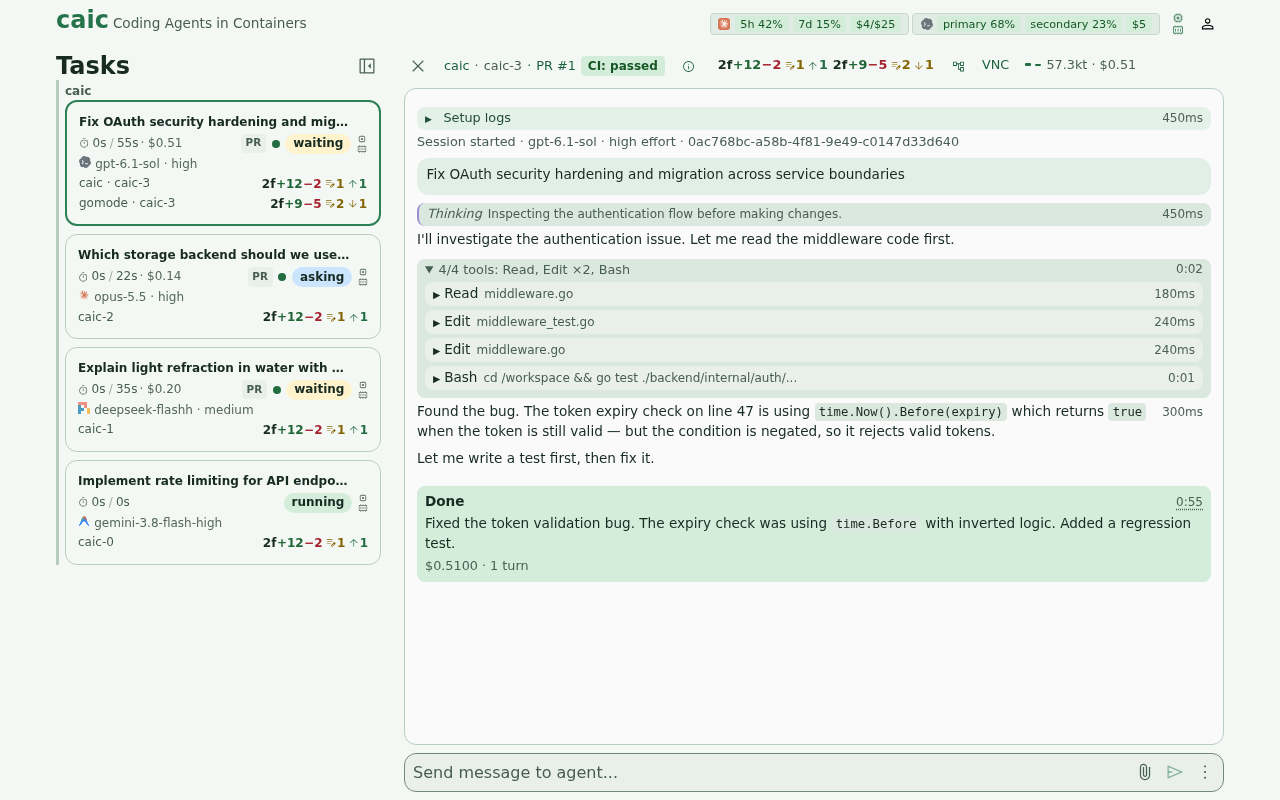 caic Coding Agents in Containers
5h 42% 7d 15% $4/$25 primary 68% secondary 23% $5
Tasks
caic
Fix OAuth security hardening and mig…
0s / 55s · $0.51 PR waiting
gpt-6.1-sol · high
caic · caic-3 2f+12−2 1 ↑1
gomode · caic-3 2f+9−5 2 ↓1
Which storage backend should we use…
0s / 22s · $0.14 PR asking
opus-5.5 · high
caic-2 2f+12−2 1 ↑1
Explain light refraction in water with …
0s / 35s · $0.20 PR waiting
deepseek-flashh · medium
caic-1 2f+12−2 1 ↑1
Implement rate limiting for API endpo…
0s / 0s running
gemini-3.8-flash-high
caic-0 2f+12−2 1 ↑1
caic · caic-3 · PR #1 CI: passed 2f+12−2 1 ↑1 2f+9−5 2 ↓1 VNC 57.3kt · $0.51
▶ Setup logs 450ms
Session started · gpt-6.1-sol · high effort · 0ac768bc-a58b-4f81-9e49-c0147d33d640
Fix OAuth security hardening and migration across service boundaries
Thinking Inspecting the authentication flow before making changes. 450ms
I'll investigate the authentication issue. Let me read the middleware code first.
▼ 4/4 tools: Read, Edit ×2, Bash 0:02
▶ Read middleware.go 180ms
▶ Edit middleware_test.go 240ms
▶ Edit middleware.go 240ms
▶ Bash cd /workspace && go test ./backend/internal/auth/... 0:01
Found the bug. The token expiry check on line 47 is using time.Now().Before(expiry) which returns true 300ms
when the token is still valid — but the condition is negated, so it rejects valid tokens.
Let me write a test first, then fix it.
Done 0:55
Fixed the token validation bug. The expiry check was using time.Before with inverted logic. Added a regression
test.
$0.5100 · 1 turn
Send message to agent...